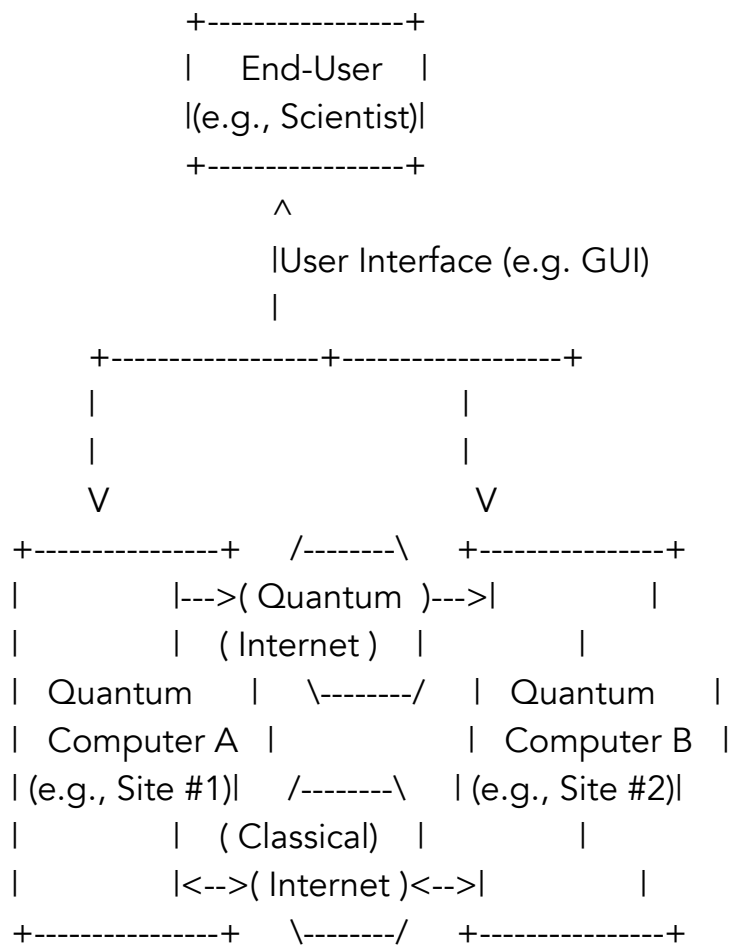 +-----------------+
|     End-User    |
|(e.g., Scientist)|
+-----------------+
^
|User Interface (e.g. GUI)
|
+------------------+-------------------+
|                                      |
|                                      |
V                                      V
+----------------+     /--------\     +----------------+
|                |--->( Quantum  )--->|                |
|                |    ( Internet )    |                |
|   Quantum      |     \--------/     |   Quantum      |
|   Computer A   |                    |   Computer B   |
| (e.g., Site #1)|     /--------\     | (e.g., Site #2)|
|                |    ( Classical)    |                |
|                |<-->( Internet )<-->|                |
+----------------+     \--------/     +----------------+